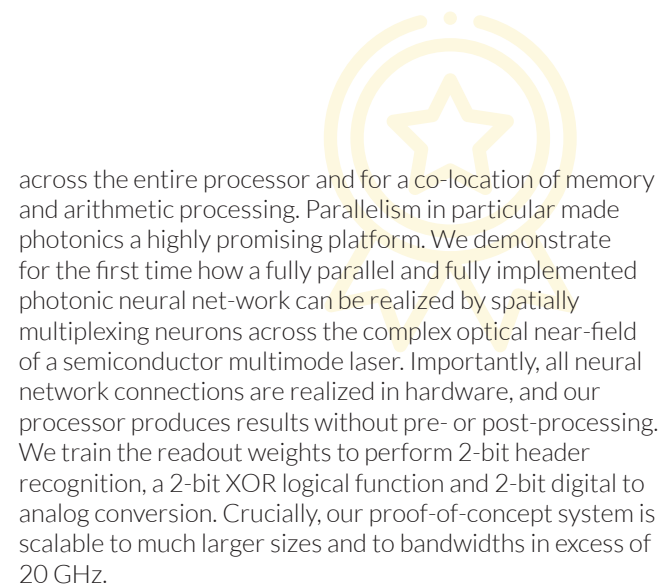 across the entire processor and for a co-location of memory
and arithmetic processing. Parallelism in particular made
photonics a highly promising platform. We demonstrate
for the first time how a fully parallel and fully implemented
photonic neural net-work can be realized by spatially
multiplexing neurons across the complex optical near-field
of a semiconductor multimode laser. Importantly, all neural
network connections are realized in hardware, and our
processor produces results without pre- or post-processing.
We train the readout weights to perform 2-bit header
recognition, a 2-bit XOR logical function and 2-bit digital to
analog conversion. Crucially, our proof-of-concept system is
scalable to much larger sizes and to bandwidths in excess of
20 GHz.